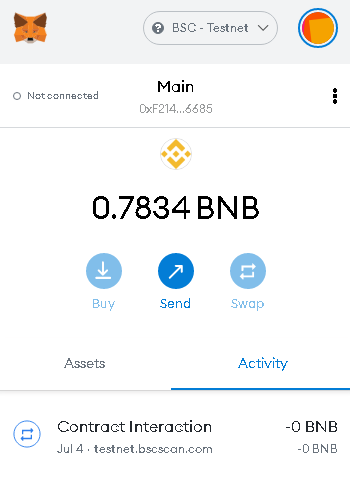 BSC - Testnet
Not connected
Main
0xF214...6685
0.7834 BNB
Buy
Send
Swap
Assets
Activity
Contract Interaction
-0 BNB
Jul 4 · testnet.bscscan.com
-0 BNB